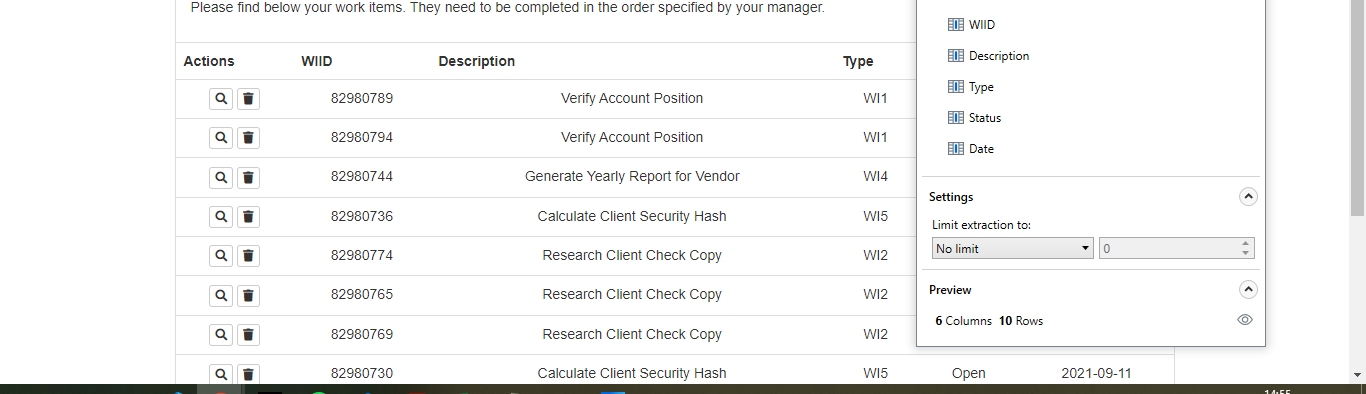 Please find below your work items. They need to be completed in the order specified by your manager.
Actions WIID Description Type
82980789 Verify Account Position WI1
82980794 Verify Account Position WI1
82980744 Generate Yearly Report for Vendor WI4
82980736 Calculate Client Security Hash WI5
82980774 Research Client Check Copy WI2
82980765 Research Client Check Copy WI2
82980769 Research Client Check Copy WI2
82980730 Calculate Client Security Hash WI5 Open 2021-09-11
WIID
Description
Type
Status
Date
Settings
Limit extraction to:
No limit 0
Preview
6 Columns 10 Rows